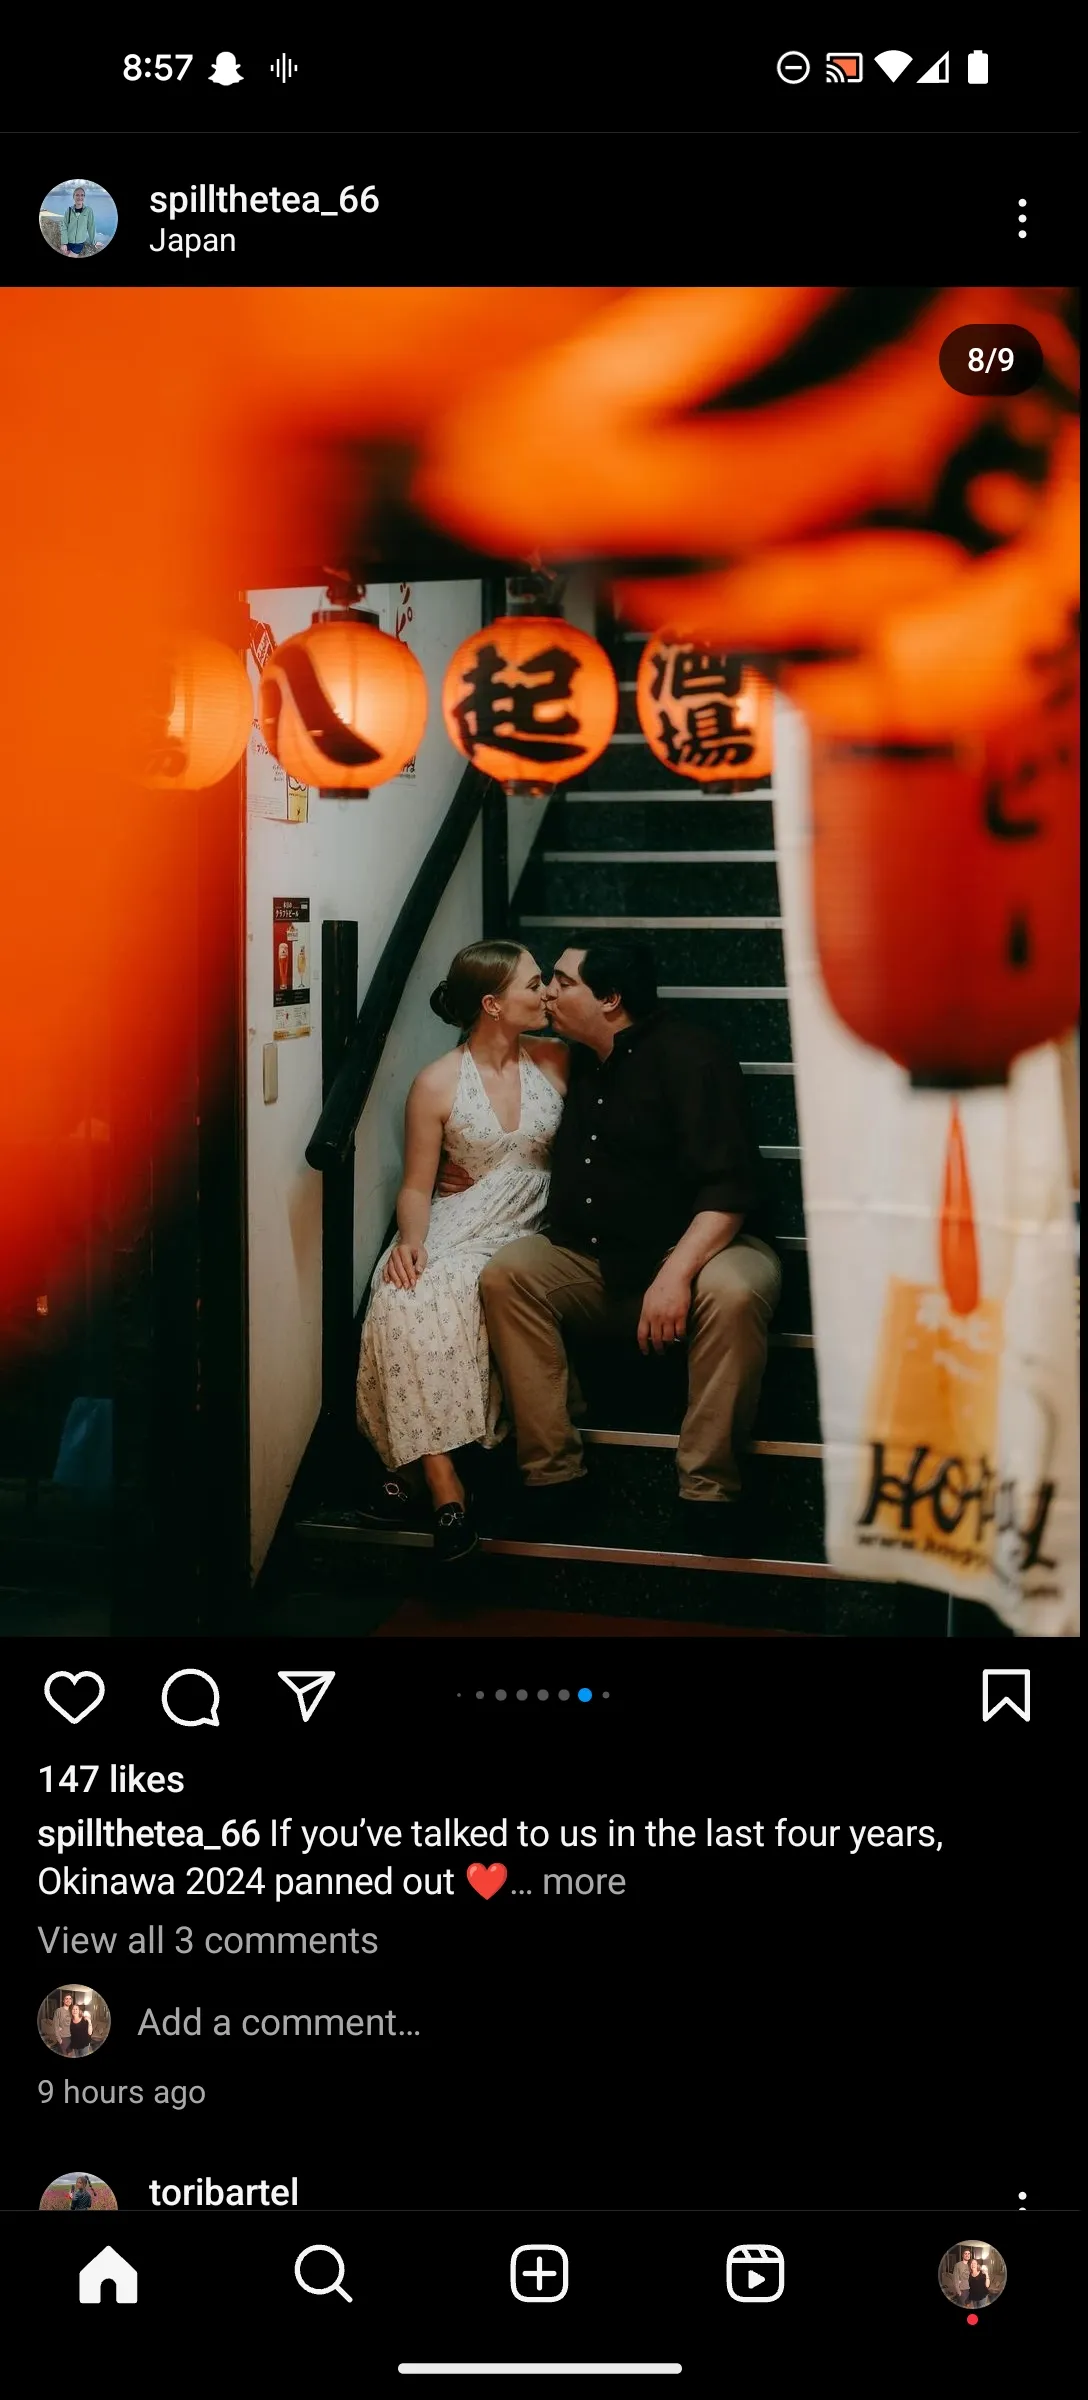 8:57
spillthetea_66
Japan
8/9
八
起
酒
場
ビー
HOPPY
147 likes
spillthetea_66 If you’ve talked to us in the last four years,
Okinawa 2024 panned out ❤️… more
View all 3 comments
Add a comment…
9 hours ago
toribartel